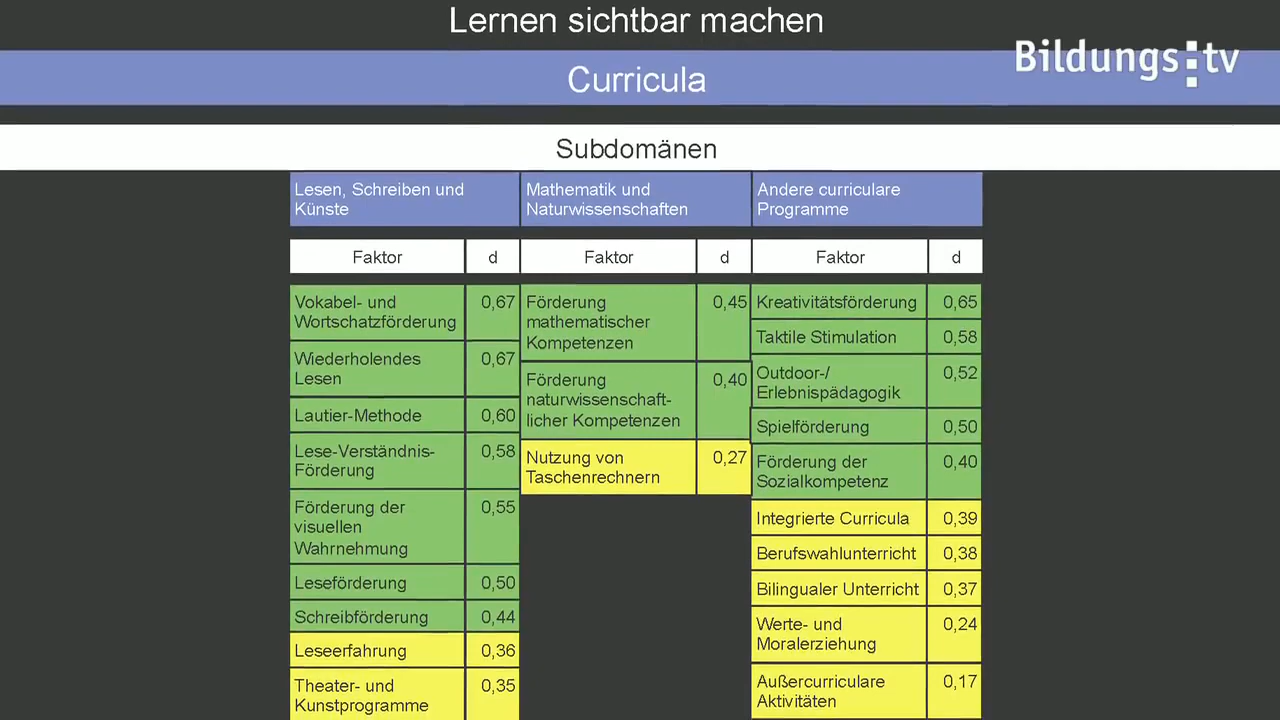 Lernen sichtbar machen
Bildungs:tv
Curricula
Subdomänen
Lesen, Schreiben und
Künste
Mathematik und
Naturwissenschaften
Andere curriculare
Programme
Faktor d
Faktor d
Faktor d
Vokabel- und 0,67
Wortschatzförderung
Wiederholendes 0,67
Lesen
Lautier-Methode 0,60
Lese-Verständnis- 0,58
Förderung
Förderung der 0,55
visuellen
Wahrnehmung
Leseförderung 0,50
Schreibförderung 0,44
Leseerfahrung 0,36
Theater- und 0,35
Kunstprogramme
Förderung 0,45
mathematischer
Kompetenzen
Förderung 0,40
naturwissenschaft-
licher Kompetenzen
Nutzung von 0,27
Taschenrechnern
Kreativitätsförderung 0,65
Taktile Stimulation 0,58
Outdoor-/ 0,52
Erlebnispädagogik
Spielförderung 0,50
Förderung der 0,40
Sozialkompetenz
Integrierte Curricula 0,39
Berufswahlunterricht 0,38
Bilingualer Unterricht 0,37
Werte- und 0,24
Moralerziehung
Außercurriculare 0,17
Aktivitäten